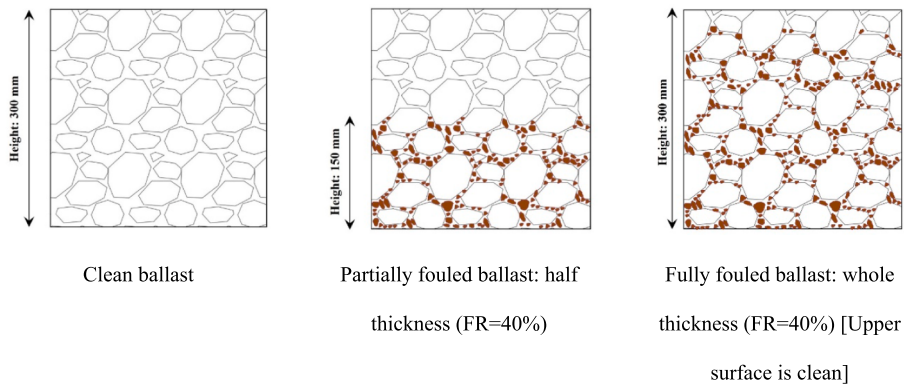 Height: 300 mm
Height: 150 mm
Height: 300 mm
Clean ballast
Partially fouled ballast: half
thickness (FR=40%)
Fully fouled ballast: whole
thickness (FR=40%) [Upper
surface is clean]